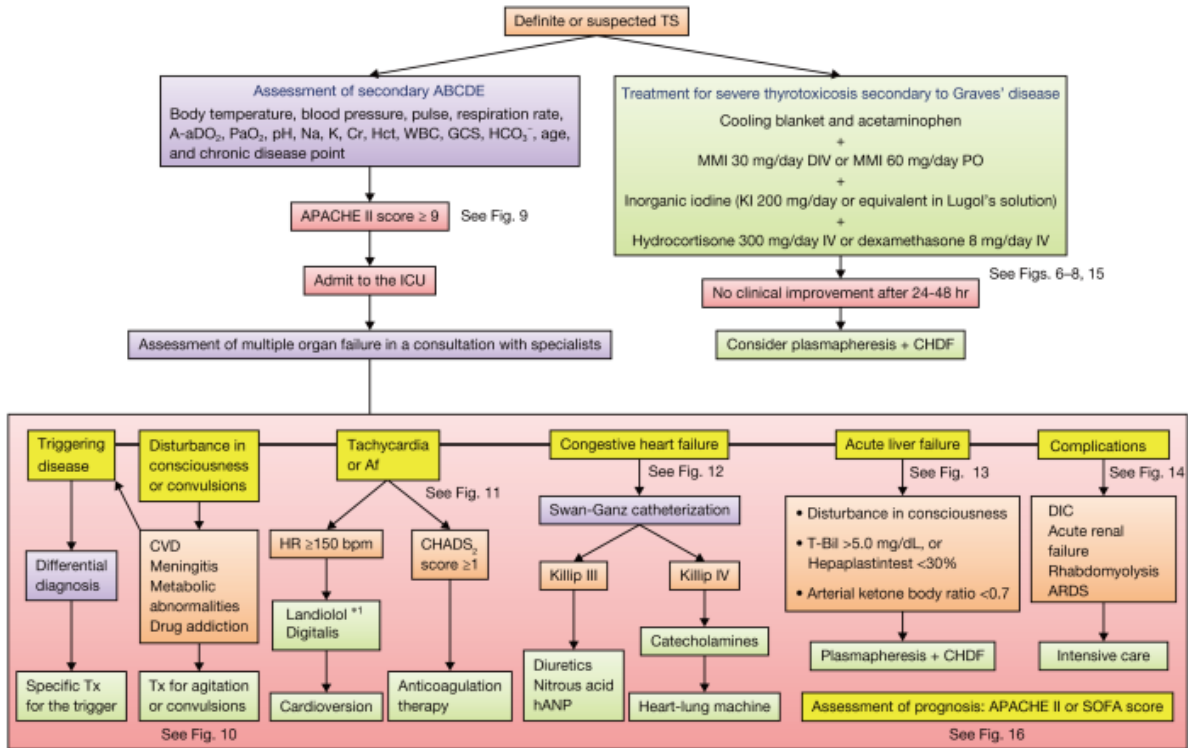 Definite or suspected TS
Assessment of secondary ABCDE
Body temperature, blood pressure, pulse, respiration rate,
A-aDO₂, PaO₂, pH, Na, K, Cr, Hct, WBC, GCS, HCO₃⁻, age,
and chronic disease point
APACHE II score ≥ 9
See Fig. 9
Admit to the ICU
Assessment of multiple organ failure in a consultation with specialists
Treatment for severe thyrotoxicosis secondary to Graves' disease
Cooling blanket and acetaminophen
+
MMI 30 mg/day DIV or MMI 60 mg/day PO
+
Inorganic iodine (KI 200 mg/day or equivalent in Lugol's solution)
+
Hydrocortisone 300 mg/day IV or dexamethasone 8 mg/day IV
See Figs. 6–8, 15
No clinical improvement after 24-48 hr
Consider plasmapheresis + CHDF
Triggering
disease
Differential
diagnosis
Specific Tx
for the trigger
Disturbance in
consciousness
or convulsions
CVD
Meningitis
Metabolic
abnormalities
Drug addiction
Tx for agitation
or convulsions
See Fig. 10
Tachycardia
or Af
See Fig. 11
HR ≥150 bpm
Landiolol *1
Digitalis
Cardioversion
CHADS₂
score ≥1
Anticoagulation
therapy
Congestive heart failure
See Fig. 12
Swan-Ganz catheterization
Killip III
Diuretics
Nitrous acid
hANP
Killip IV
Catecholamines
Heart-lung machine
Acute liver failure
See Fig. 13
• Disturbance in consciousness
• T-Bil >5.0 mg/dL, or
Hepaplastintest <30%
• Arterial ketone body ratio <0.7
Plasmapheresis + CHDF
Complications
See Fig. 14
DIC
Acute renal
failure
Rhabdomyolysis
ARDS
Intensive care
Assessment of prognosis: APACHE II or SOFA score
See Fig. 16